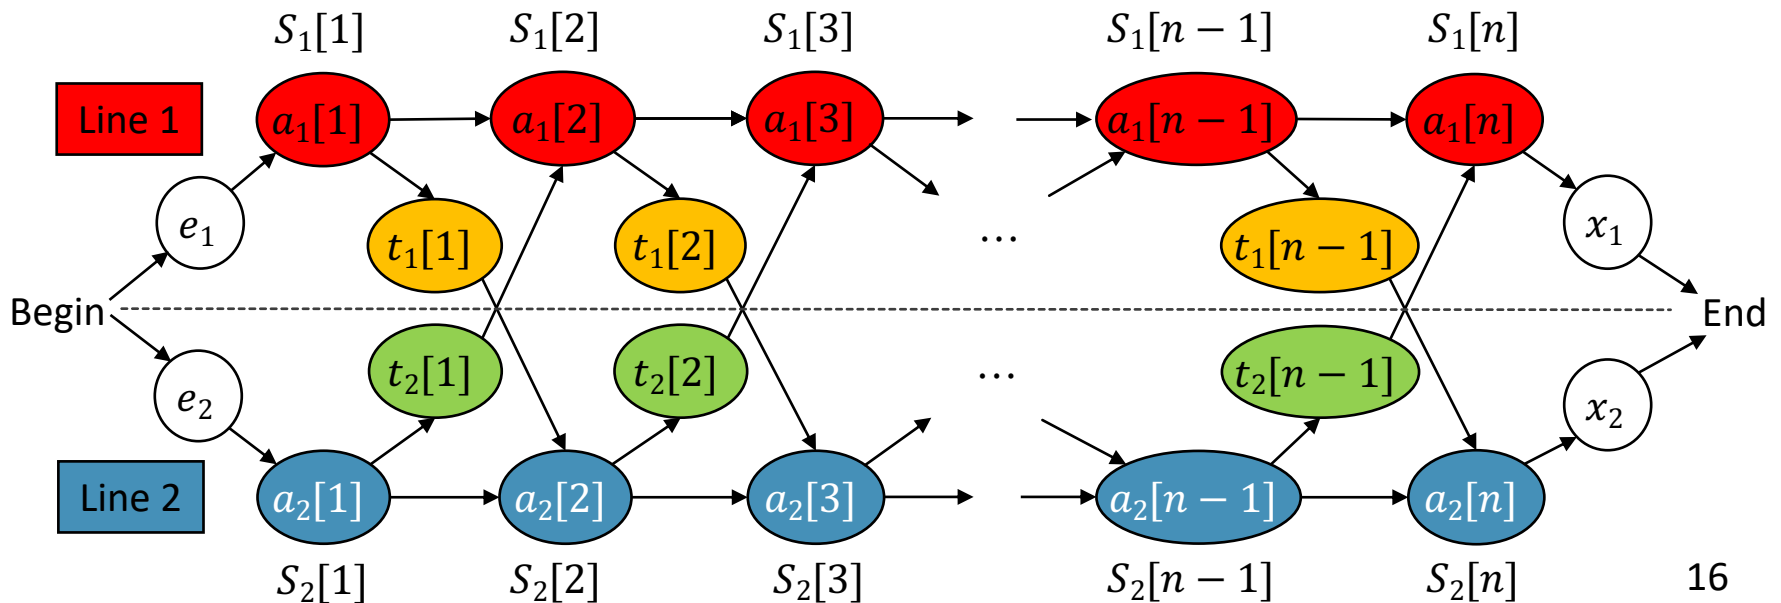 S₁[1] S₁[2] S₁[3] S₁[n − 1] S₁[n]
Line 1 a₁[1] a₁[2] a₁[3] a₁[n − 1] a₁[n]
e₁ t₁[1] t₁[2] ⋯ t₁[n − 1] x₁
Begin End
e₂ t₂[1] t₂[2] ⋯ t₂[n − 1] x₂
Line 2 a₂[1] a₂[2] a₂[3] a₂[n − 1] a₂[n]
S₂[1] S₂[2] S₂[3] S₂[n − 1] S₂[n] 16